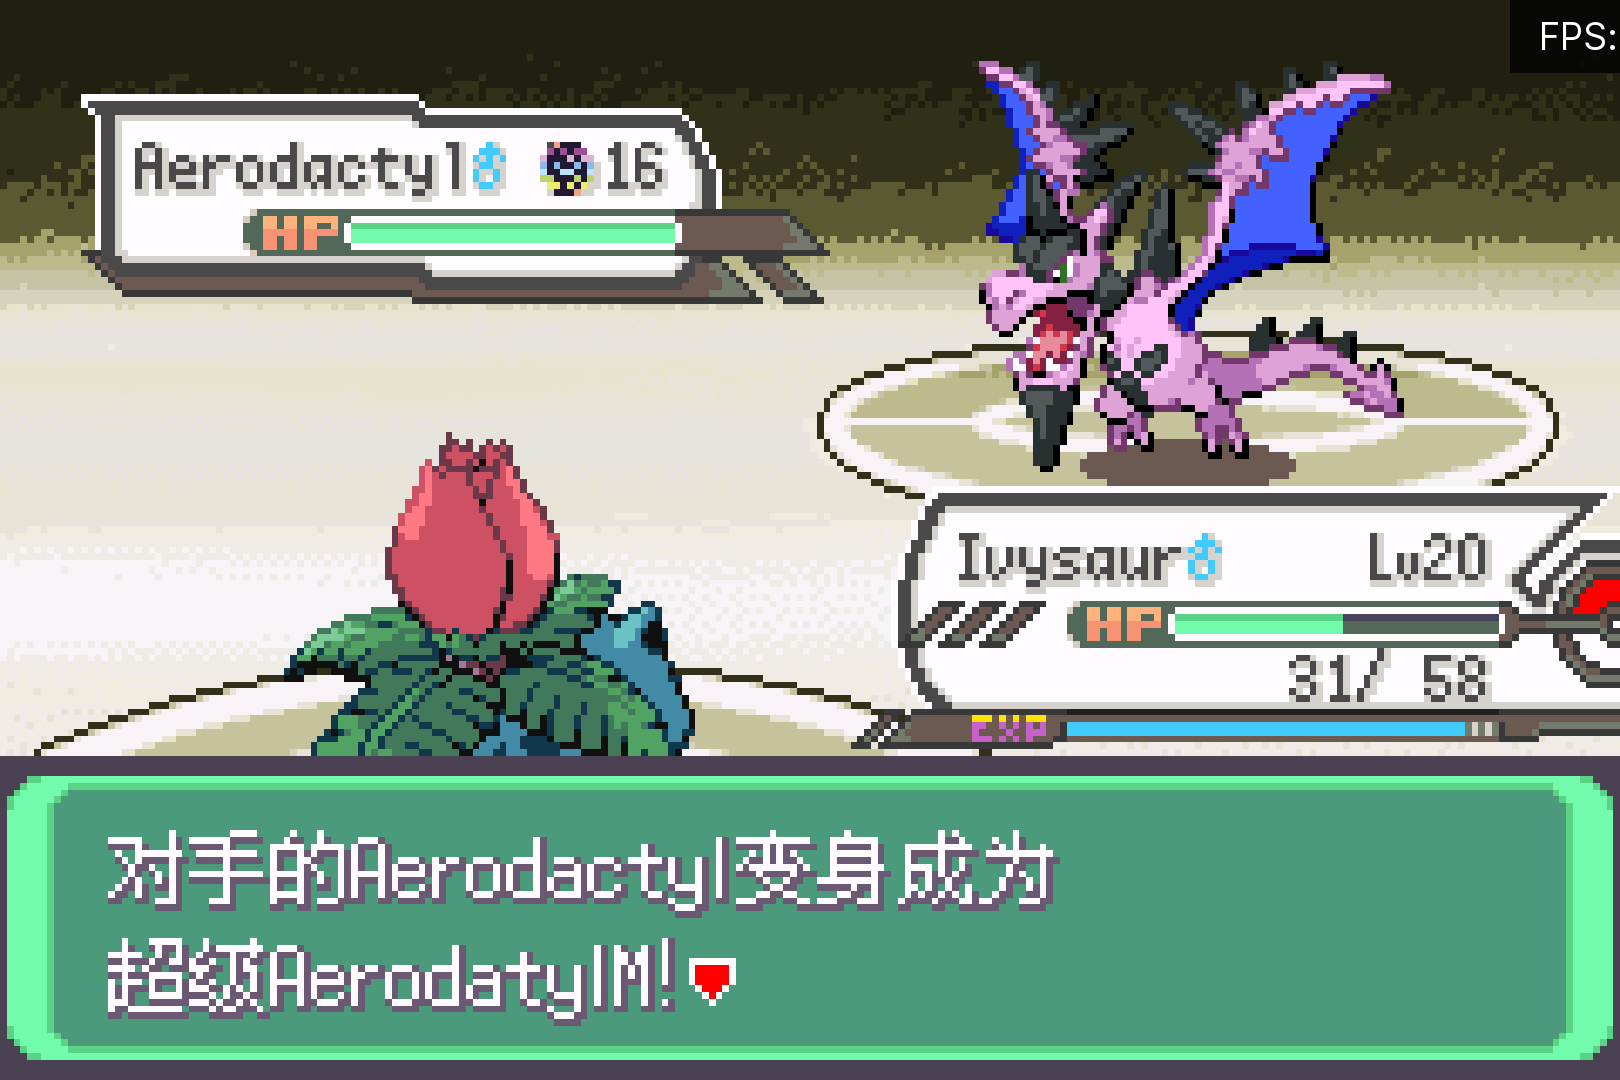 FPS:
Aerodactyl♂ 16
HP
Ivysaur♂ Lv20
HP
31/ 58
EXP
对手的Aerodactyl变身成为
超级AerodatylM!